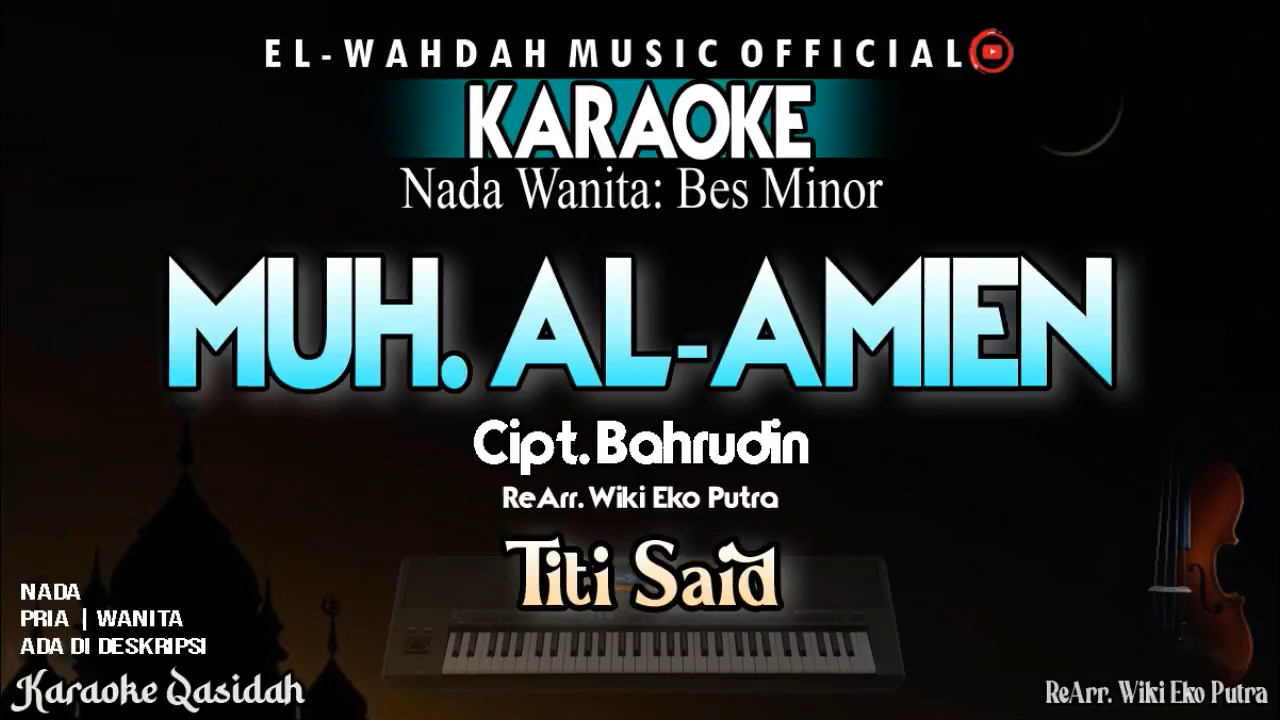 EL-WAHDAH MUSIC OFFICIAL
KARAOKE
Nada Wanita: Bes Minor
MUH. AL-AMIEN
Cipt. Bahrudin
ReArr. Wiki Eko Putra
Titi Said
NADA
PRIA | WANITA
ADA DI DESKRIPSI
Karaoke Qasidah
ReArr. Wiki Eko Putra